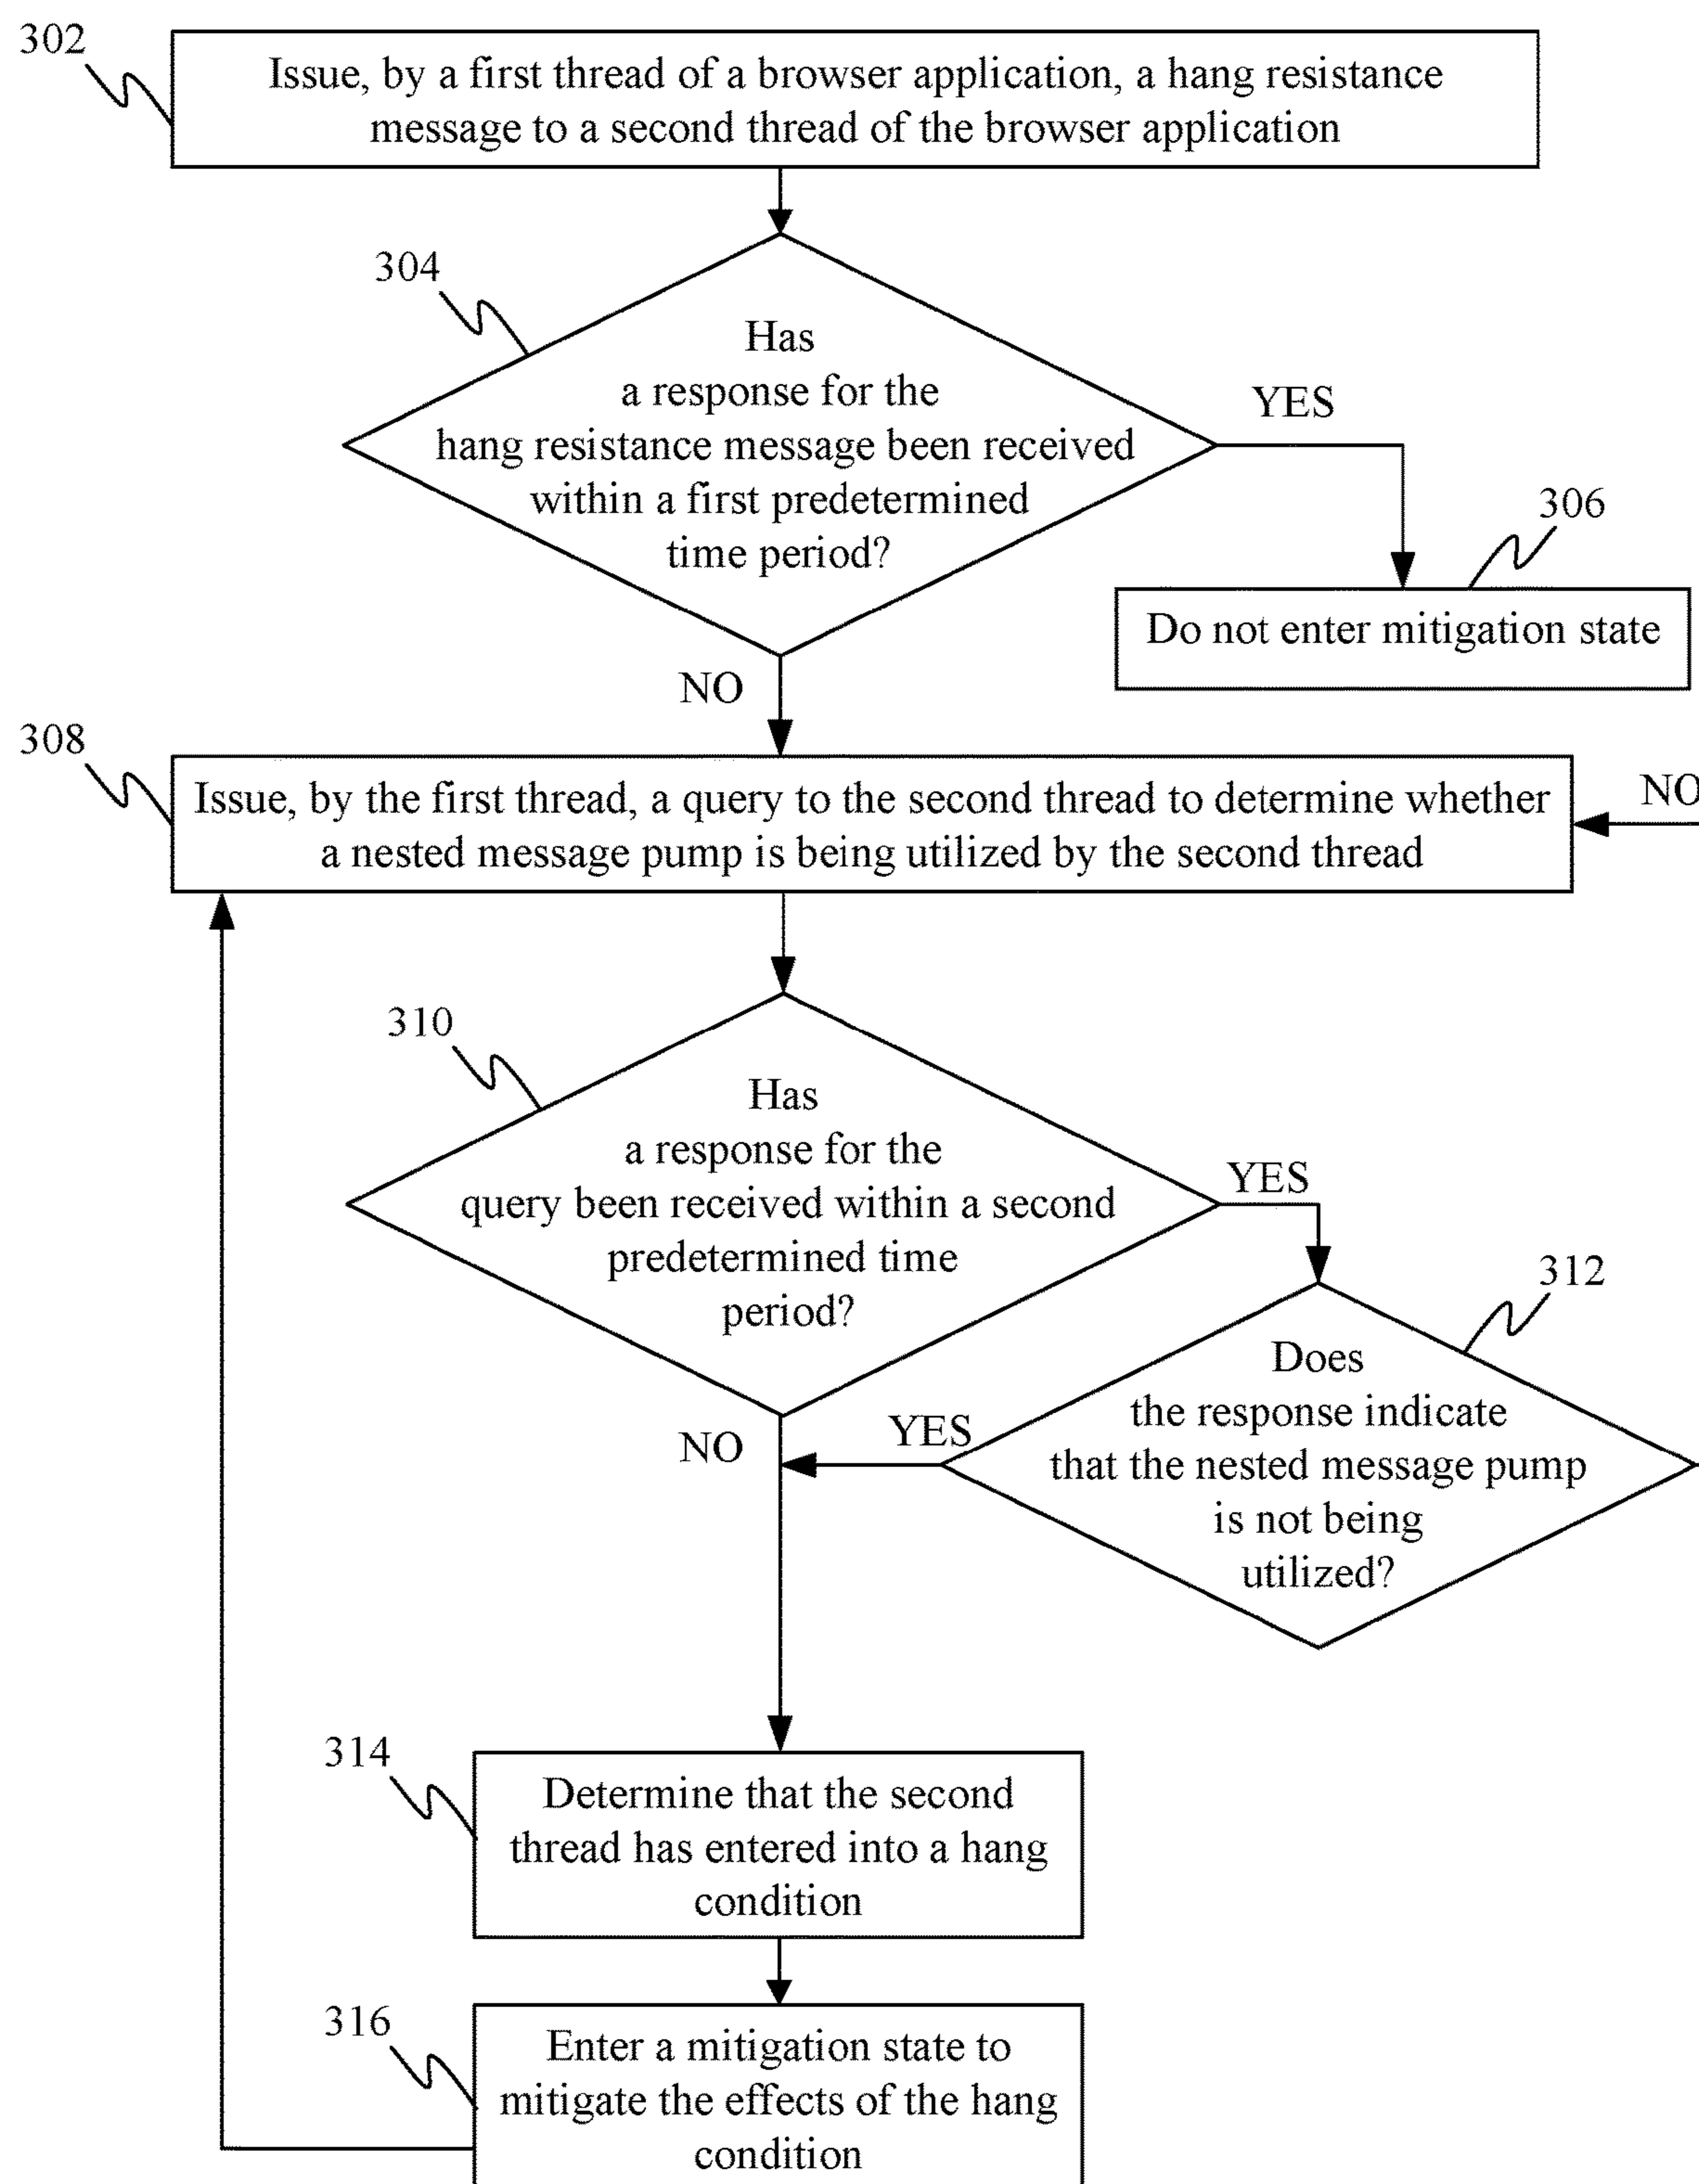 302
Issue, by a first thread of a browser application, a hang resistance
message to a second thread of the browser application
304
Has
a response for the
hang resistance message been received
within a first predetermined
time period?
YES
306
Do not enter mitigation state
NO
308
Issue, by the first thread, a query to the second thread to determine whether
a nested message pump is being utilized by the second thread
NO
310
Has
a response for the
query been received within a second
predetermined time
period?
YES
312
Does
the response indicate
that the nested message pump
is not being
utilized?
YES
NO
314
Determine that the second
thread has entered into a hang
condition
316
Enter a mitigation state to
mitigate the effects of the hang
condition